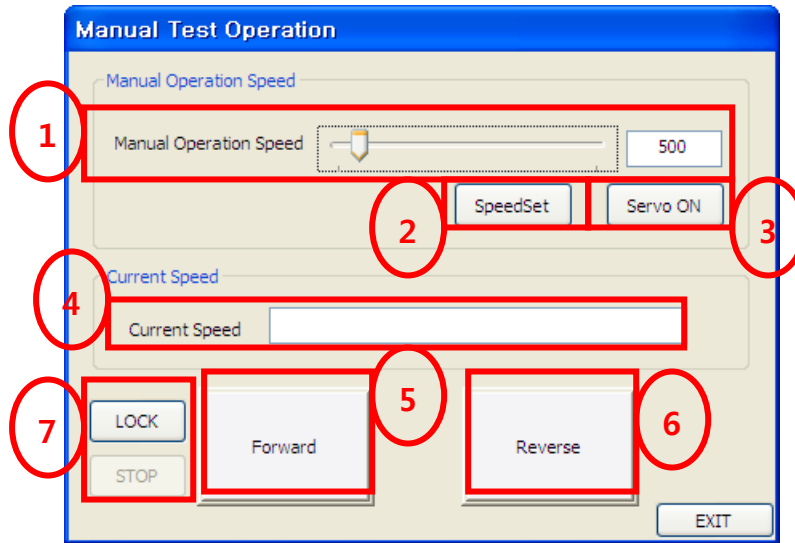 Manual Test Operation
Manual Operation Speed
1
Manual Operation Speed
500
2
SpeedSet
Servo ON
3
Current Speed
4
Current Speed
5
6
7
LOCK
STOP
Forward
Reverse
EXIT